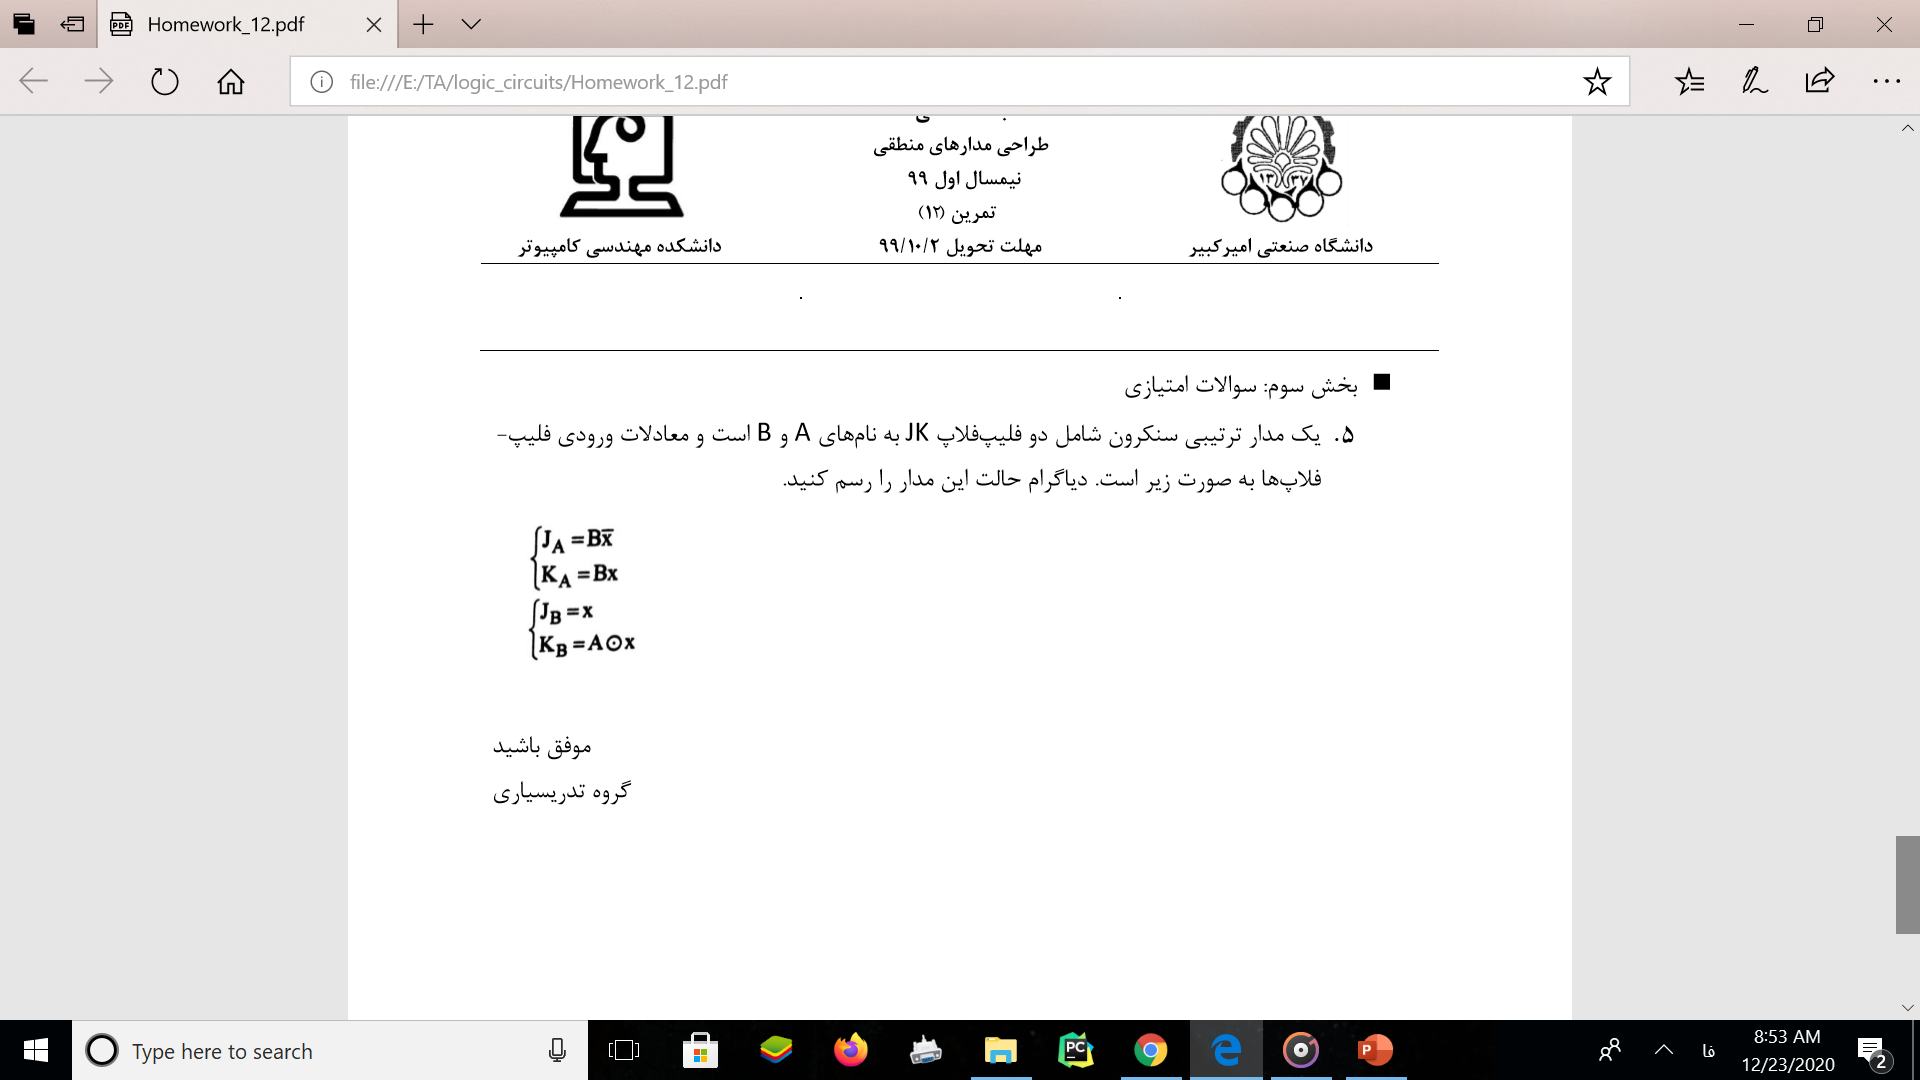 Homework_12.pdf
file:///E:/TA/logic_circuits/Homework_12.pdf
طراحی مدارهای منطقی
نیمسال اول ۹۹
تمرین (۱۲)
دانشگاه صنعتی امیرکبیر
مهلت تحویل ۹۹/۱۰/۲
دانشکده مهندسی کامپیوتر
بخش سوم: سوالات امتیازی
۵. یک مدار ترتیبی سنکرون شامل دو فلیپ‌فلاپ JK به نام‌های A و B است و معادلات ورودی فلیپ-
فلاپ‌ها به صورت زیر است. دیاگرام حالت این مدار را رسم کنید.
J_A = Bx̅
K_A = Bx
J_B = x
K_B = A⊙x
موفق باشید
گروه تدریسیاری
Type here to search
فا
8:53 AM
12/23/2020
2